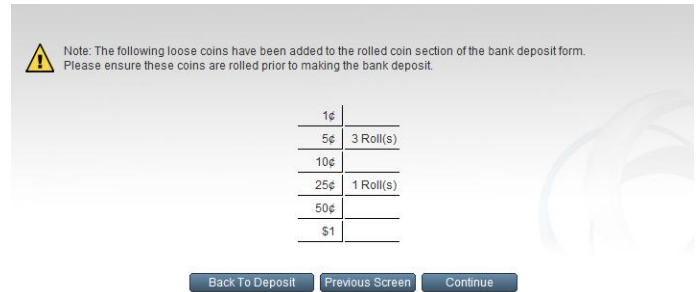 Note: The following loose coins have been added to the rolled coin section of the bank deposit form.
Please ensure these coins are rolled prior to making the bank deposit.
1¢
5¢ 3 Roll(s)
10¢
25¢ 1 Roll(s)
50¢
$1
Back To Deposit Previous Screen Continue